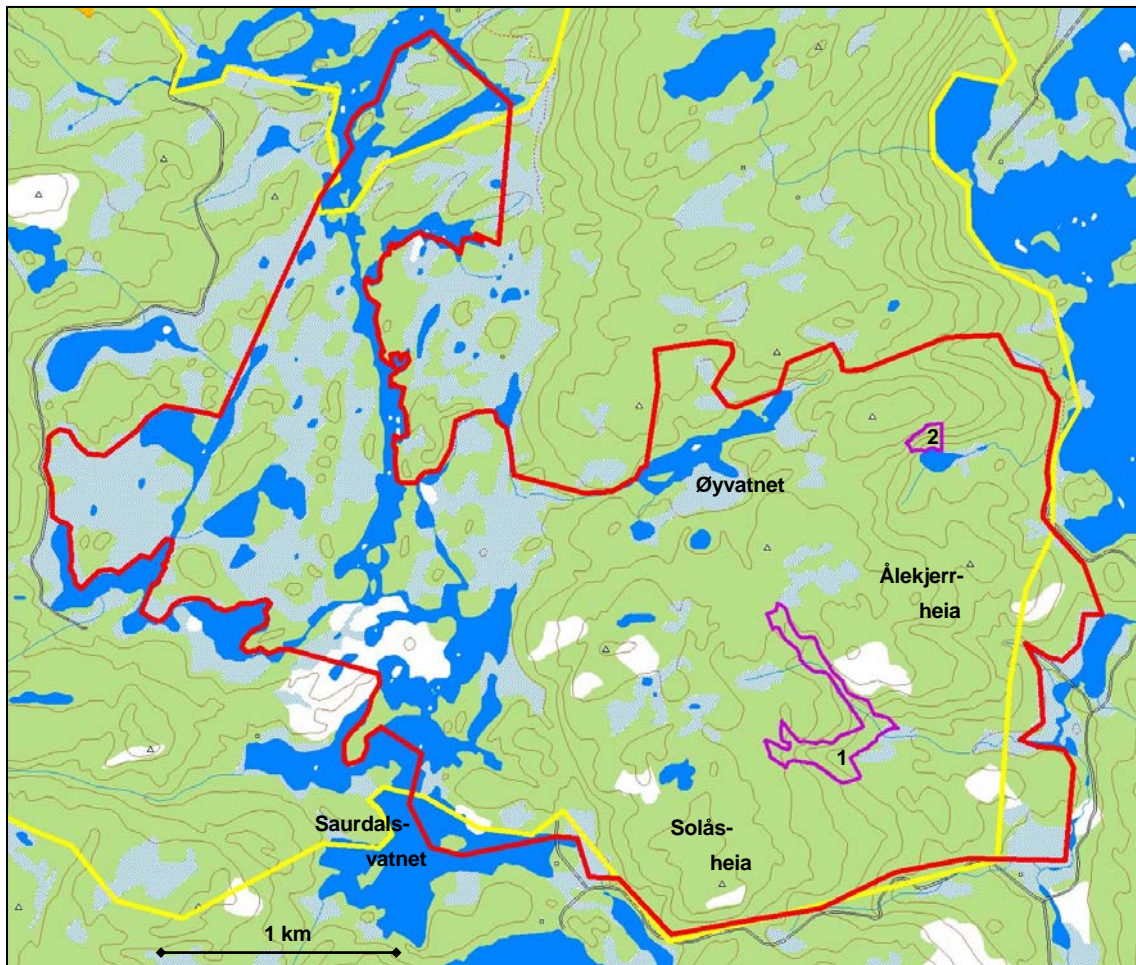 2
Øyvatnet
Ålekjerr-
heia
1
Saurdals-
vatnet
Solås-
heia
1 km